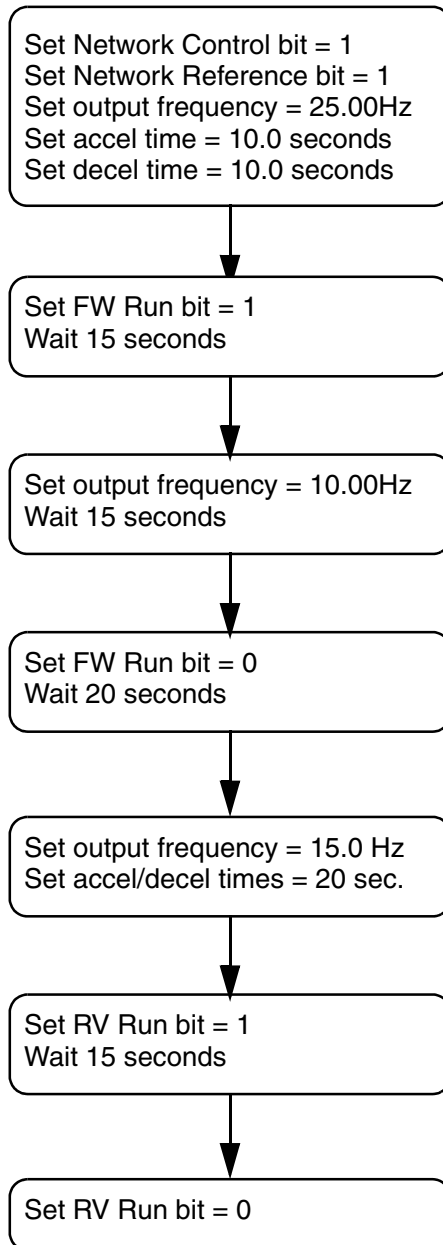 Set Network Control bit = 1
Set Network Reference bit = 1
Set output frequency = 25.00Hz
Set accel time = 10.0 seconds
Set decel time = 10.0 seconds
Set FW Run bit = 1
Wait 15 seconds
Set output frequency = 10.00Hz
Wait 15 seconds
Set FW Run bit = 0
Wait 20 seconds
Set output frequency = 15.0 Hz
Set accel/decel times = 20 sec.
Set RV Run bit = 1
Wait 15 seconds
Set RV Run bit = 0